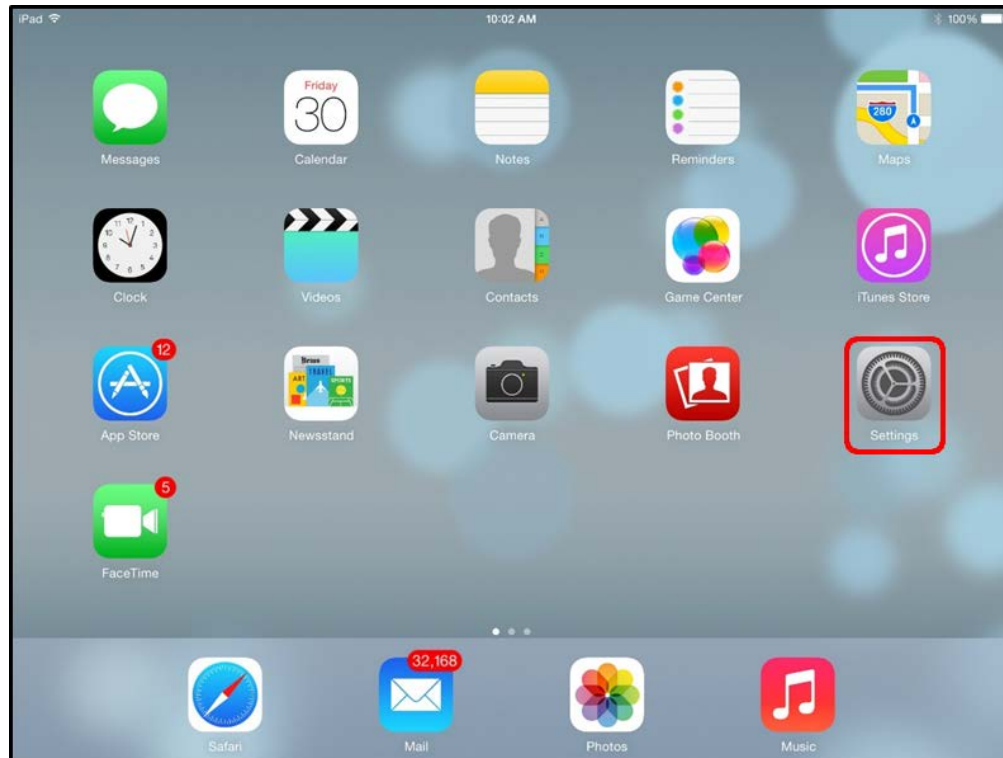 iPad 10:02 AM 100%
Friday
30
280
Messages Calendar Notes Reminders Maps
Clock Videos Contacts Game Center iTunes Store
12
App Store Newsstand Camera Photo Booth Settings
5
FaceTime
32,168
Safari Mail Photos Music